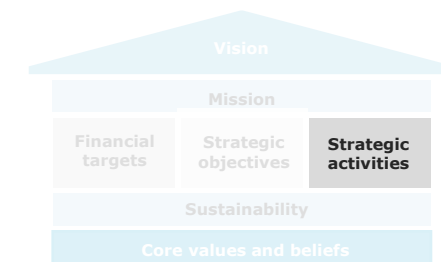 Vision
Mission
Financial
targets
Strategic
objectives
Strategic
activities
Sustainability
Core values and beliefs